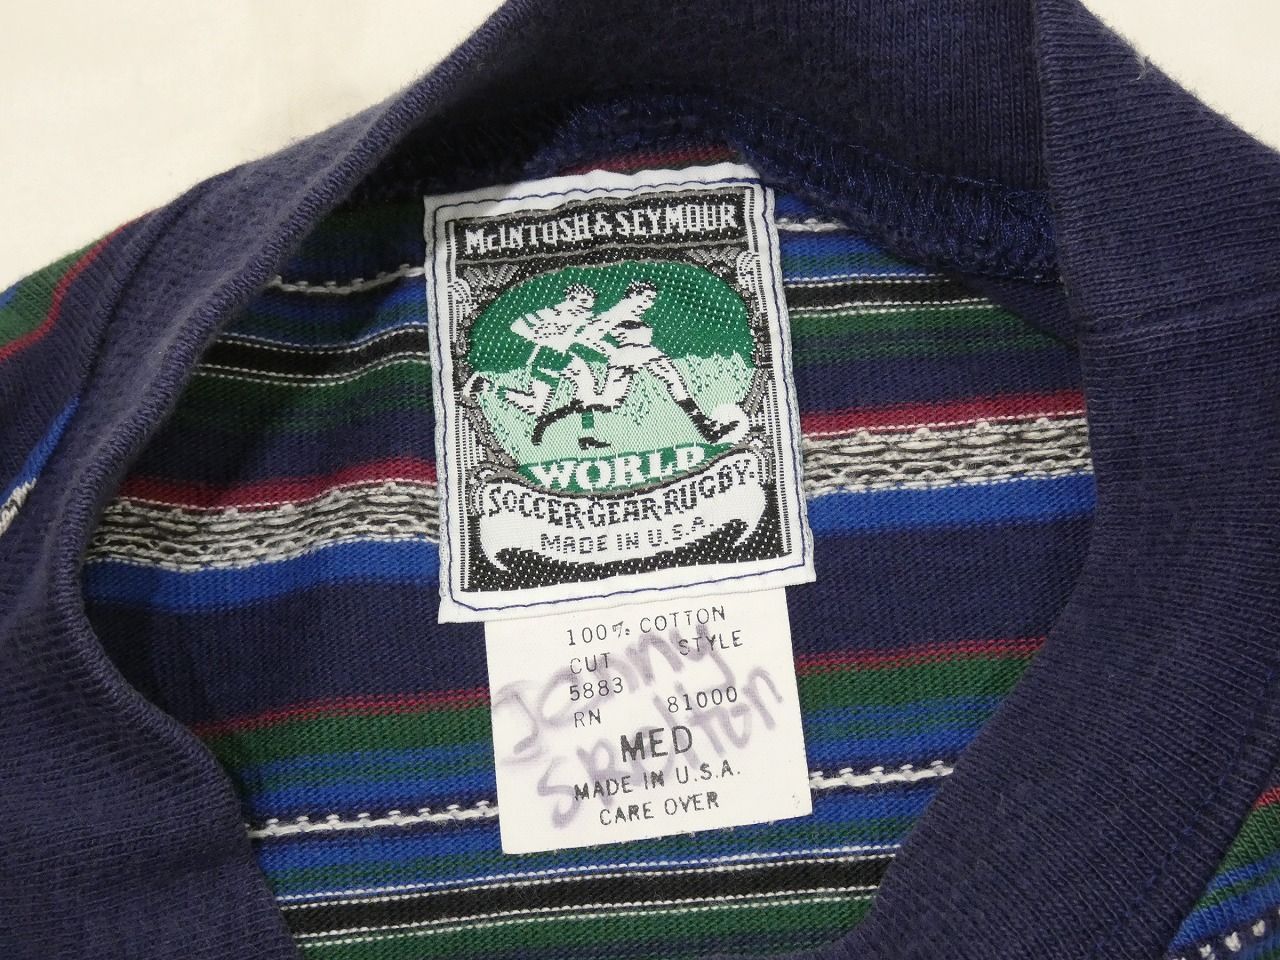 McINTOSH & SEYMOUR
WORLD
SOCCER·GEAR·RUGBY
MADE IN U.S.A.
100% COTTON
CUT STYLE
5883
RN 81000
MED
MADE IN U.S.A.
CARE OVER